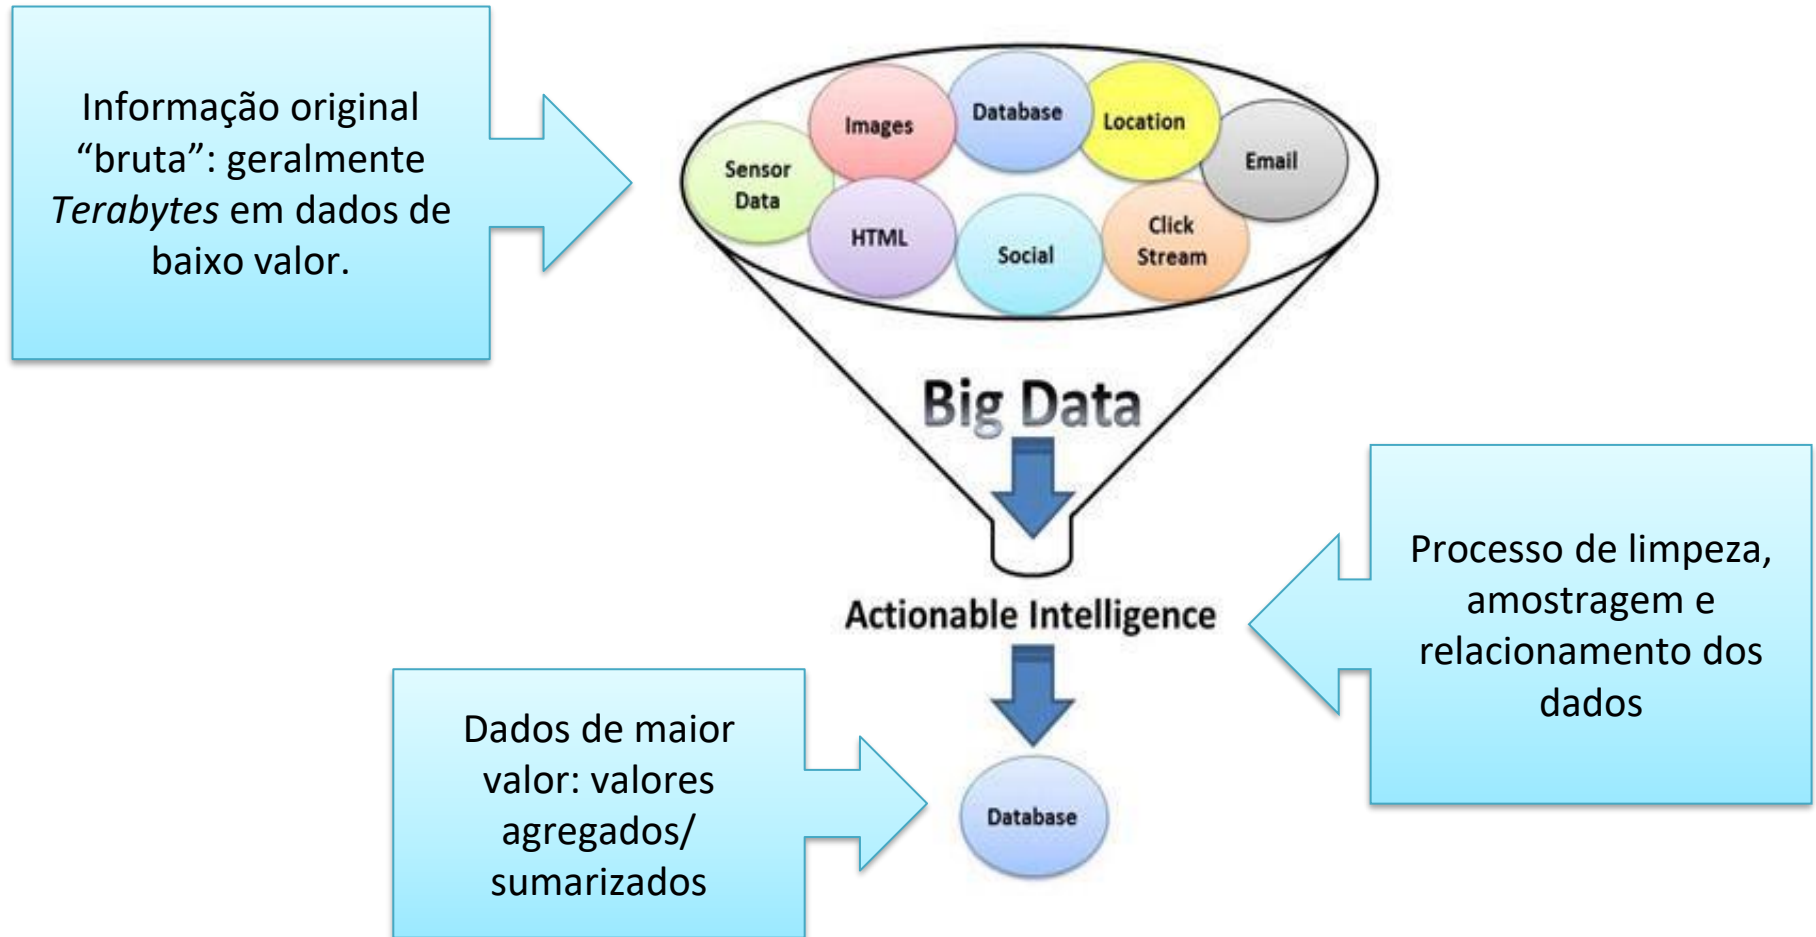 Informação original
“bruta”: geralmente
Terabytes em dados de
baixo valor.
Images
Database
Location
Email
Sensor
Data
HTML
Social
Click
Stream
Big Data
Actionable Intelligence
Processo de limpeza,
amostragem e
relacionamento dos
dados
Dados de maior
valor: valores
agregados/
sumarizados
Database